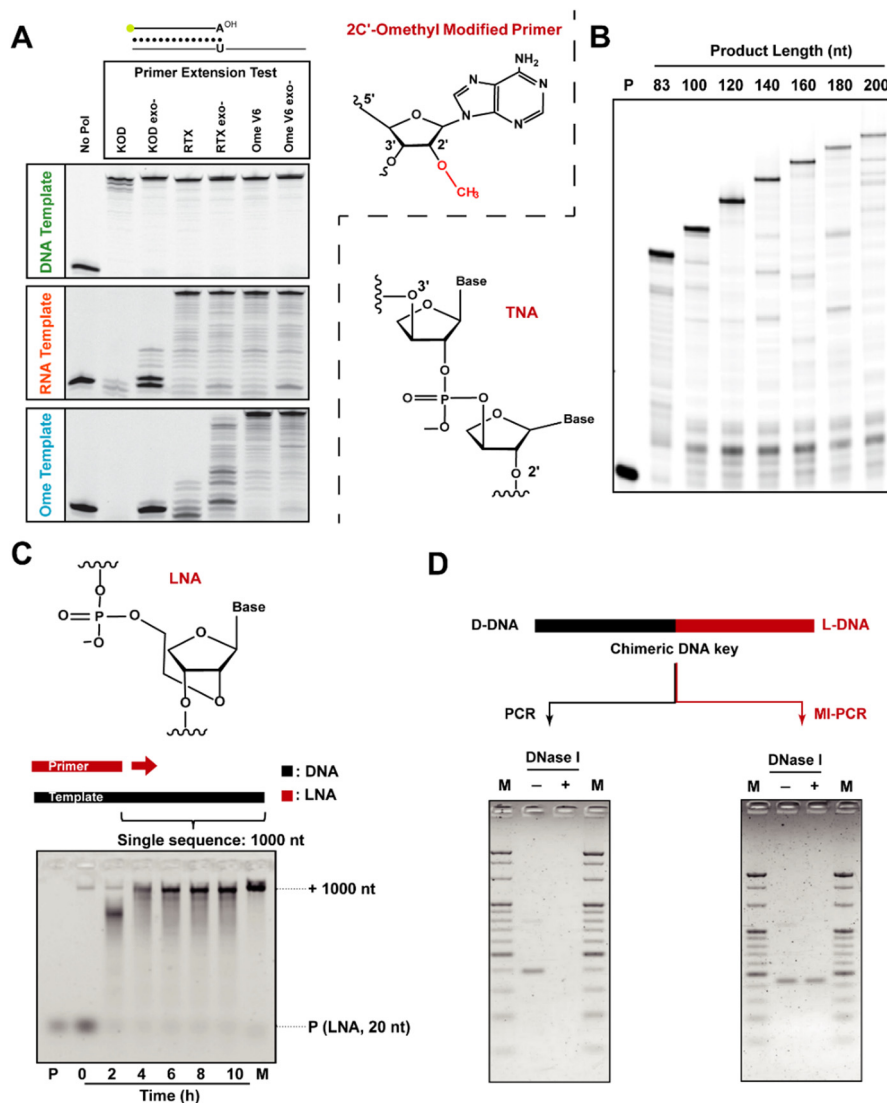 A
A OH
U
Primer Extension Test
No Pol
KOD
KOD exo-
RTX
RTX exo-
Ome V6
Ome V6 exo-
DNA Template
RNA Template
Ome Template
2C'-Omethyl Modified Primer
NH2
N
N
N
N
5'
O
3'
2'
O
O
CH3
O
3'
Base
O
TNA
O
O=P—O
O
O
Base
O
2'
B
Product Length (nt)
P 83 100 120 140 160 180 200
C
LNA
O
O=P—O
O
Base
O
O
O
Primer
Template
: DNA
: LNA
Single sequence: 1000 nt
+ 1000 nt
P (LNA, 20 nt)
P 0 2 4 6 8 10 M
Time (h)
D
D-DNA
L-DNA
Chimeric DNA key
PCR
MI-PCR
DNase I
M – + M
DNase I
M – + M